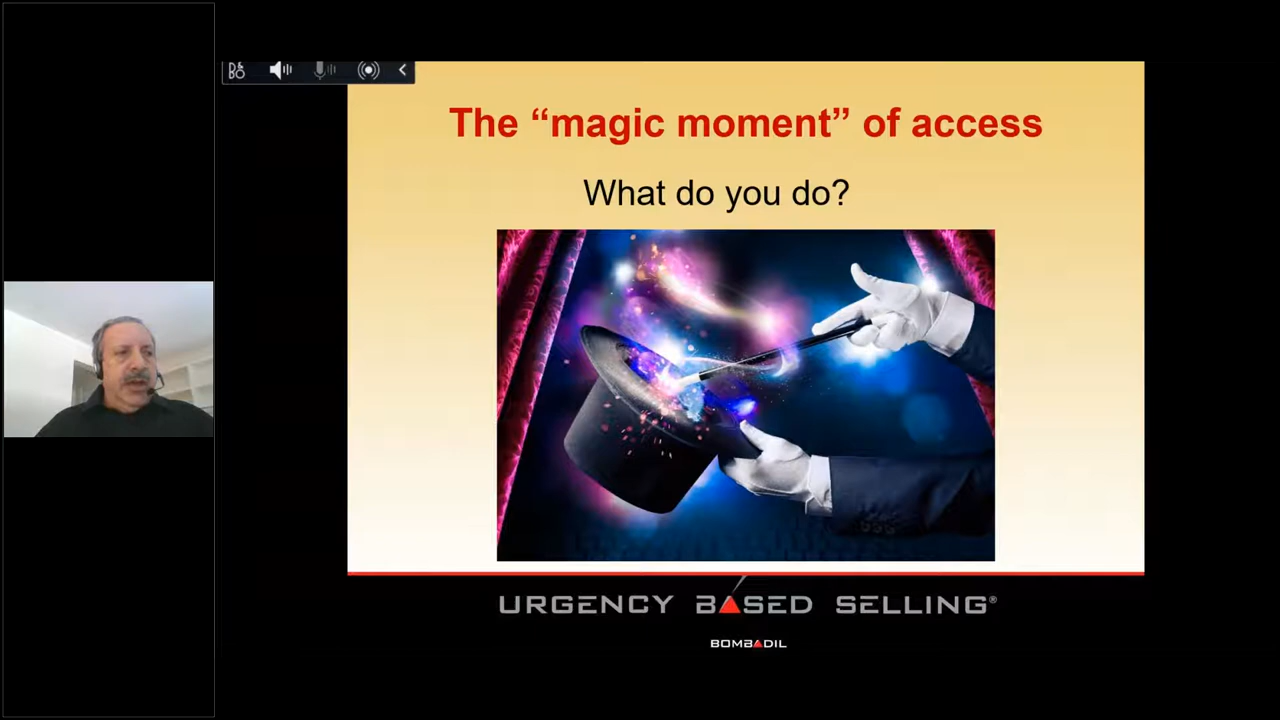 The “magic moment” of access
What do you do?
URGENCY BASED SELLING®
BOMBADIL